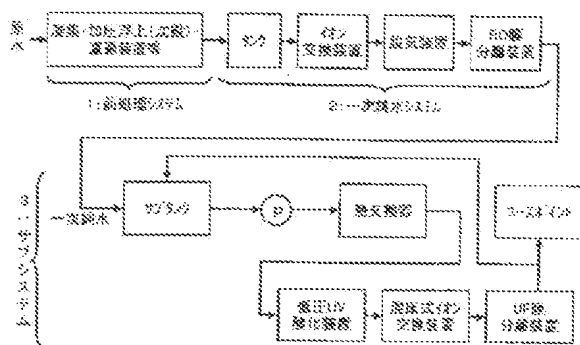 原水
凝集・加圧浮上(沈殿)・
濾過装置等
タンク
イオン
交換装置
脱気装置
RO膜
分離装置
1:前処理システム
2:一次純水システム
3:サブシステム
一次純水
サブタンク
P
熱交換器
ユースポイント
低圧UV
酸化装置
混床式イオン
交換装置
UF膜
分離装置